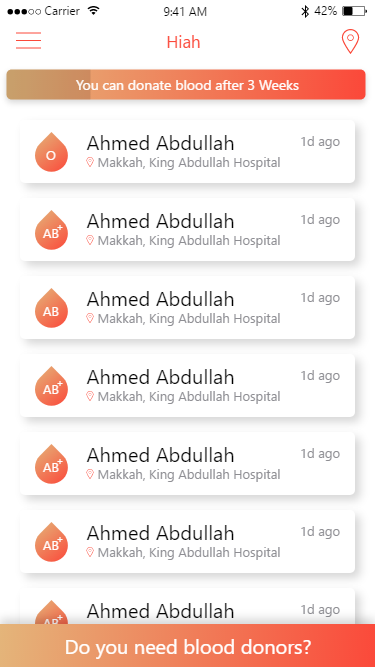 Carrier 9:41 AM 42%
Hiah
You can donate blood after 3 Weeks
O Ahmed Abdullah 1d ago
Makkah, King Abdullah Hospital
AB+ Ahmed Abdullah 1d ago
Makkah, King Abdullah Hospital
AB Ahmed Abdullah 1d ago
Makkah, King Abdullah Hospital
AB+ Ahmed Abdullah 1d ago
Makkah, King Abdullah Hospital
AB+ Ahmed Abdullah 1d ago
Makkah, King Abdullah Hospital
AB+ Ahmed Abdullah 1d ago
Makkah, King Abdullah Hospital
AB+ Ahmed Abdullah 1d ago
Do you need blood donors?